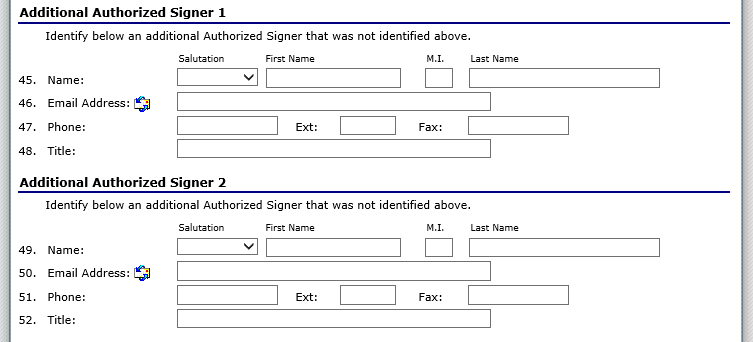 Additional Authorized Signer 1
Identify below an additional Authorized Signer that was not identified above.
Salutation First Name M.I. Last Name
45. Name:
46. Email Address:
47. Phone: Ext: Fax:
48. Title:
Additional Authorized Signer 2
Identify below an additional Authorized Signer that was not identified above.
Salutation First Name M.I. Last Name
49. Name:
50. Email Address:
51. Phone: Ext: Fax:
52. Title: